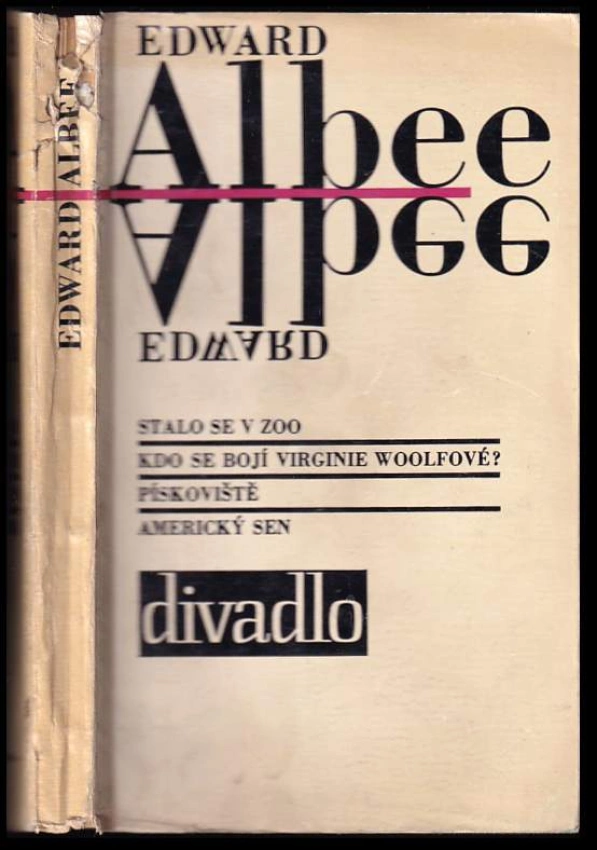 EDWARD ALBEE
EDWARD
Albee
Albee
EDWARD
STALO SE V ZOO
KDO SE BOJÍ VIRGINIE WOOLFOVÉ?
PÍSKOVIŠTĚ
AMERICKÝ SEN
divadlo